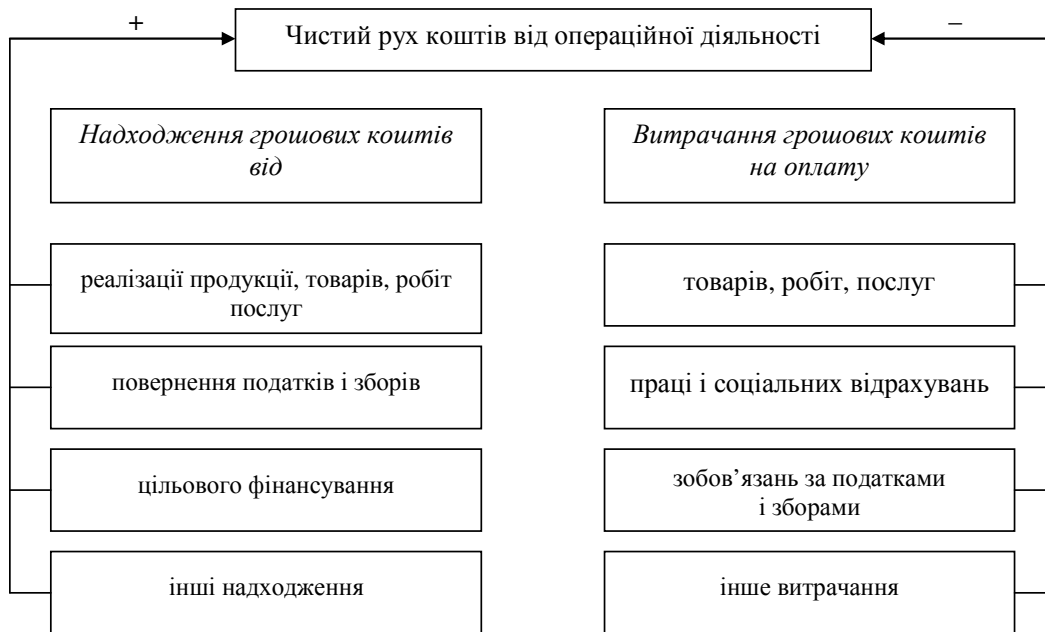 +
Чистий рух коштів від операційної діяльності
–
Надходження грошових коштів
від
реалізації продукції, товарів, робіт
послуг
повернення податків і зборів
цільового фінансування
інші надходження
Витрачання грошових коштів
на оплату
товарів, робіт, послуг
праці і соціальних відрахувань
зобов’язань за податками
і зборами
інше витрачання